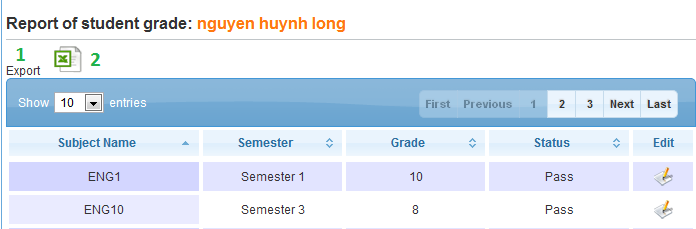 Report of student grade: nguyen huynh long
1 2
Export
Show 10 entries First Previous 1 2 3 Next Last
Subject Name Semester Grade Status Edit
ENG1 Semester 1 10 Pass
ENG10 Semester 3 8 Pass